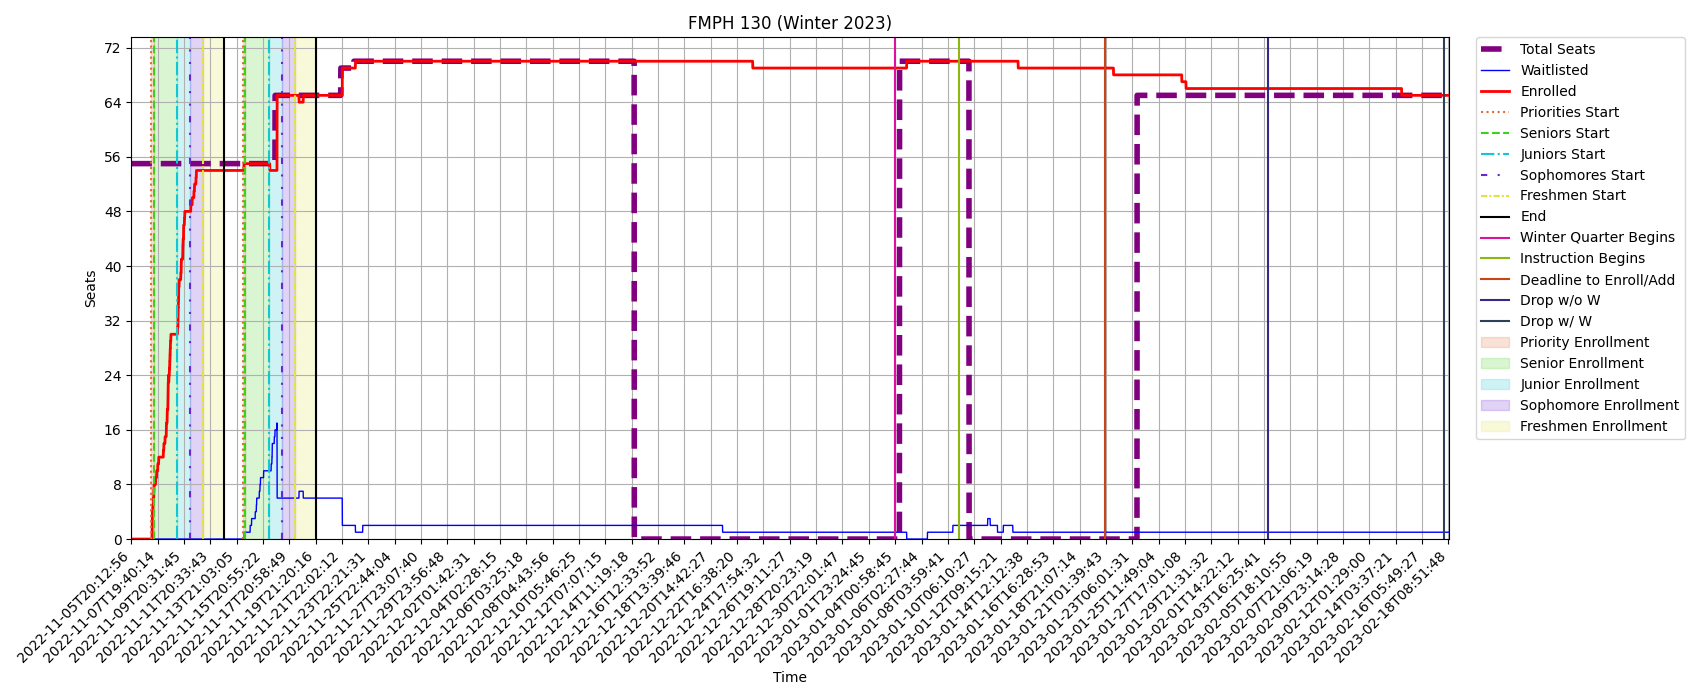 FMPH 130 (Winter 2023)
72
64
56
48
40
32
24
16
8
0
Seats
2022-11-05T20:12:56
2022-11-07T19:40:14
2022-11-09T20:31:45
2022-11-11T20:33:43
2022-11-13T21:03:05
2022-11-15T20:55:22
2022-11-17T20:58:49
2022-11-19T21:20:16
2022-11-21T22:02:12
2022-11-23T22:21:31
2022-11-25T22:44:04
2022-11-27T23:07:40
2022-11-29T23:56:48
2022-12-02T01:42:31
2022-12-04T02:28:15
2022-12-06T03:25:18
2022-12-08T04:43:56
2022-12-10T05:46:25
2022-12-12T07:07:15
2022-12-14T11:19:18
2022-12-16T12:33:52
2022-12-18T13:39:46
2022-12-20T14:42:27
2022-12-22T16:38:20
2022-12-24T17:54:32
2022-12-26T19:11:27
2022-12-28T20:23:19
2022-12-30T22:01:47
2023-01-01T23:24:45
2023-01-04T00:58:45
2023-01-06T02:27:44
2023-01-08T03:59:41
2023-01-10T06:10:27
2023-01-12T09:15:21
2023-01-14T12:12:38
2023-01-16T16:28:53
2023-01-18T21:07:14
2023-01-21T01:39:43
2023-01-23T06:01:31
2023-01-25T11:49:04
2023-01-27T17:01:08
2023-01-29T21:31:32
2023-02-01T14:22:12
2023-02-03T16:25:41
2023-02-05T18:10:55
2023-02-07T21:06:19
2023-02-09T23:14:28
2023-02-12T01:29:00
2023-02-14T03:37:21
2023-02-16T05:49:27
2023-02-18T08:51:48
Time
Total Seats
Waitlisted
Enrolled
Priorities Start
Seniors Start
Juniors Start
Sophomores Start
Freshmen Start
End
Winter Quarter Begins
Instruction Begins
Deadline to Enroll/Add
Drop w/o W
Drop w/ W
Priority Enrollment
Senior Enrollment
Junior Enrollment
Sophomore Enrollment
Freshmen Enrollment